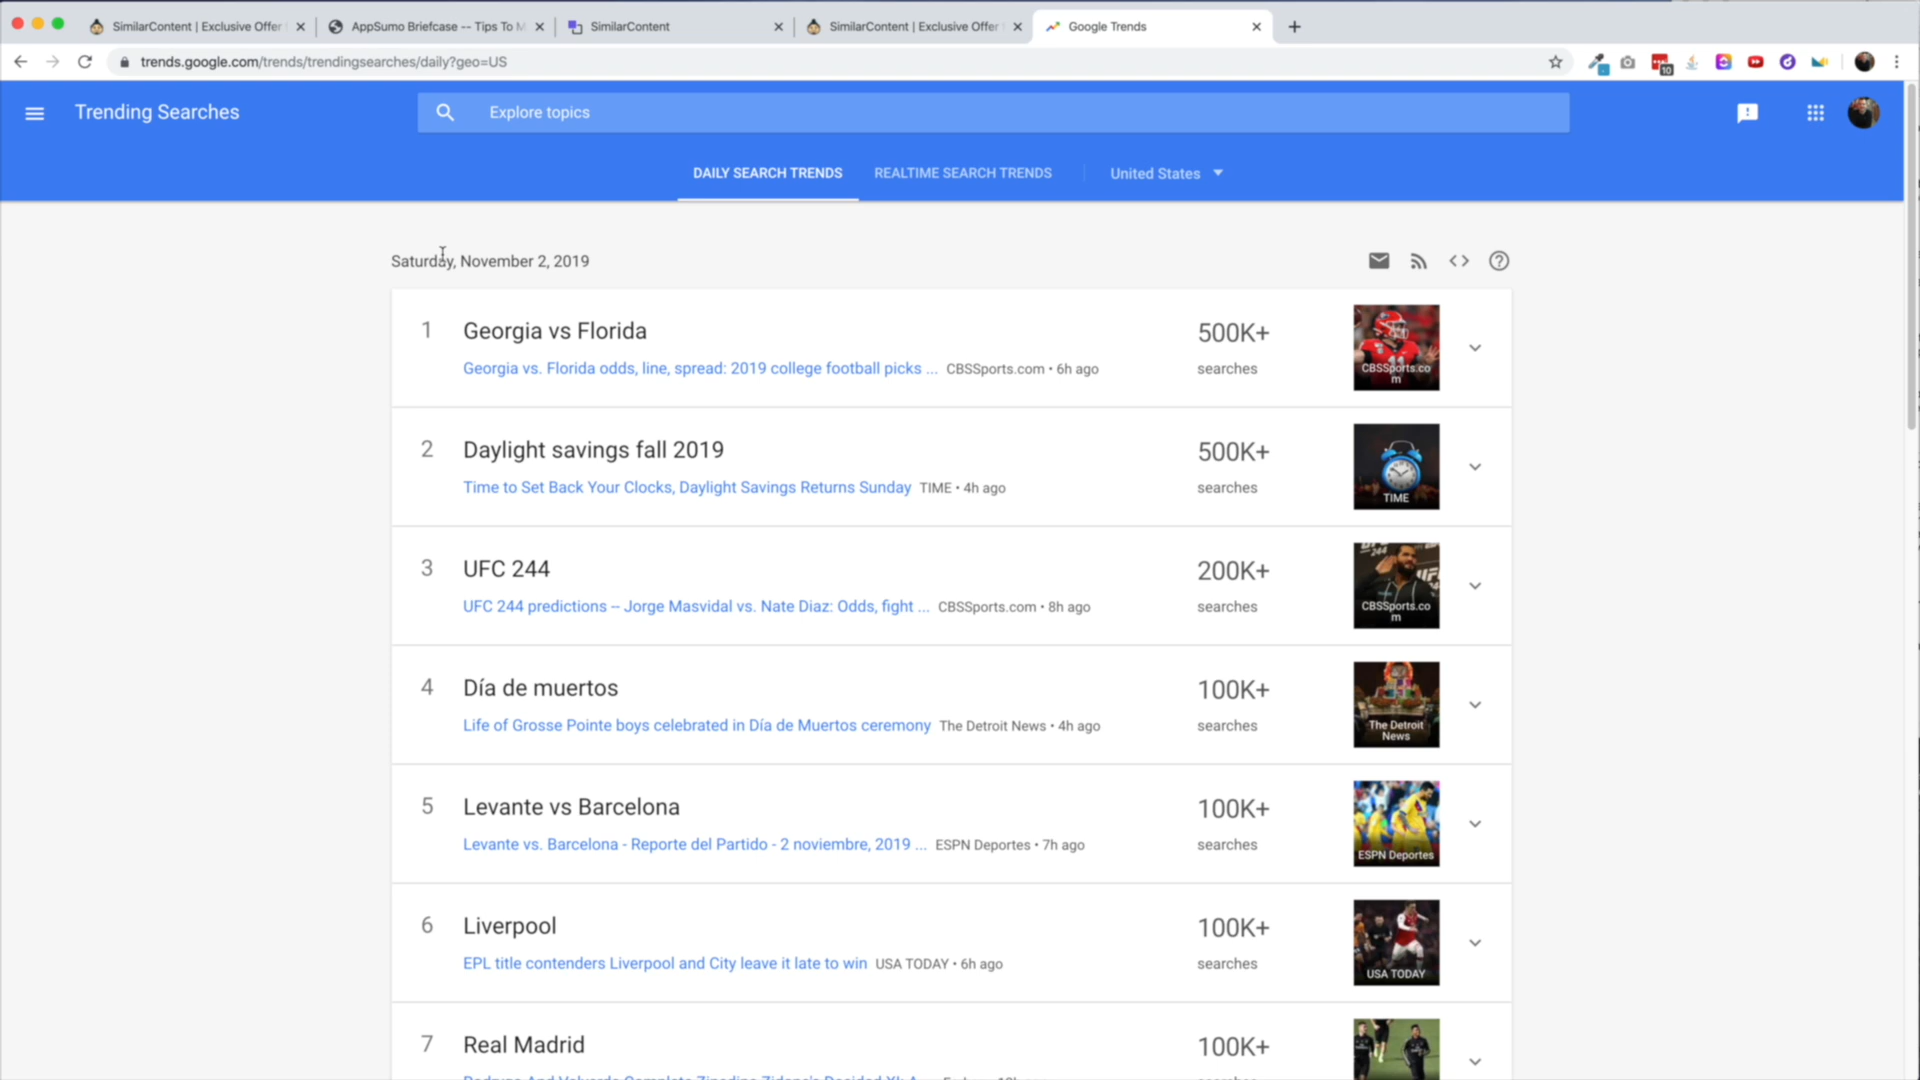 SimilarContent | Exclusive Offer
AppSumo Briefcase -- Tips To M
SimilarContent
SimilarContent | Exclusive Offer
Google Trends
trends.google.com/trends/trendingsearches/daily?geo=US
10
Trending Searches
Explore topics
DAILY SEARCH TRENDS
REALTIME SEARCH TRENDS
United States
Saturday, November 2, 2019
1
Georgia vs Florida
Georgia vs. Florida odds, line, spread: 2019 college football picks ... CBSSports.com • 6h ago
500K+
searches
CBSSports.co
m
2
Daylight savings fall 2019
Time to Set Back Your Clocks, Daylight Savings Returns Sunday TIME • 4h ago
500K+
searches
TIME
3
UFC 244
UFC 244 predictions -- Jorge Masvidal vs. Nate Diaz: Odds, fight ... CBSSports.com • 8h ago
200K+
searches
CBSSports.co
m
4
Día de muertos
Life of Grosse Pointe boys celebrated in Día de Muertos ceremony The Detroit News • 4h ago
100K+
searches
The Detroit
News
5
Levante vs Barcelona
Levante vs. Barcelona - Reporte del Partido - 2 noviembre, 2019 ... ESPN Deportes • 7h ago
100K+
searches
ESPN Deportes
6
Liverpool
EPL title contenders Liverpool and City leave it late to win USA TODAY • 6h ago
100K+
searches
USA TODAY
7
Real Madrid
100K+